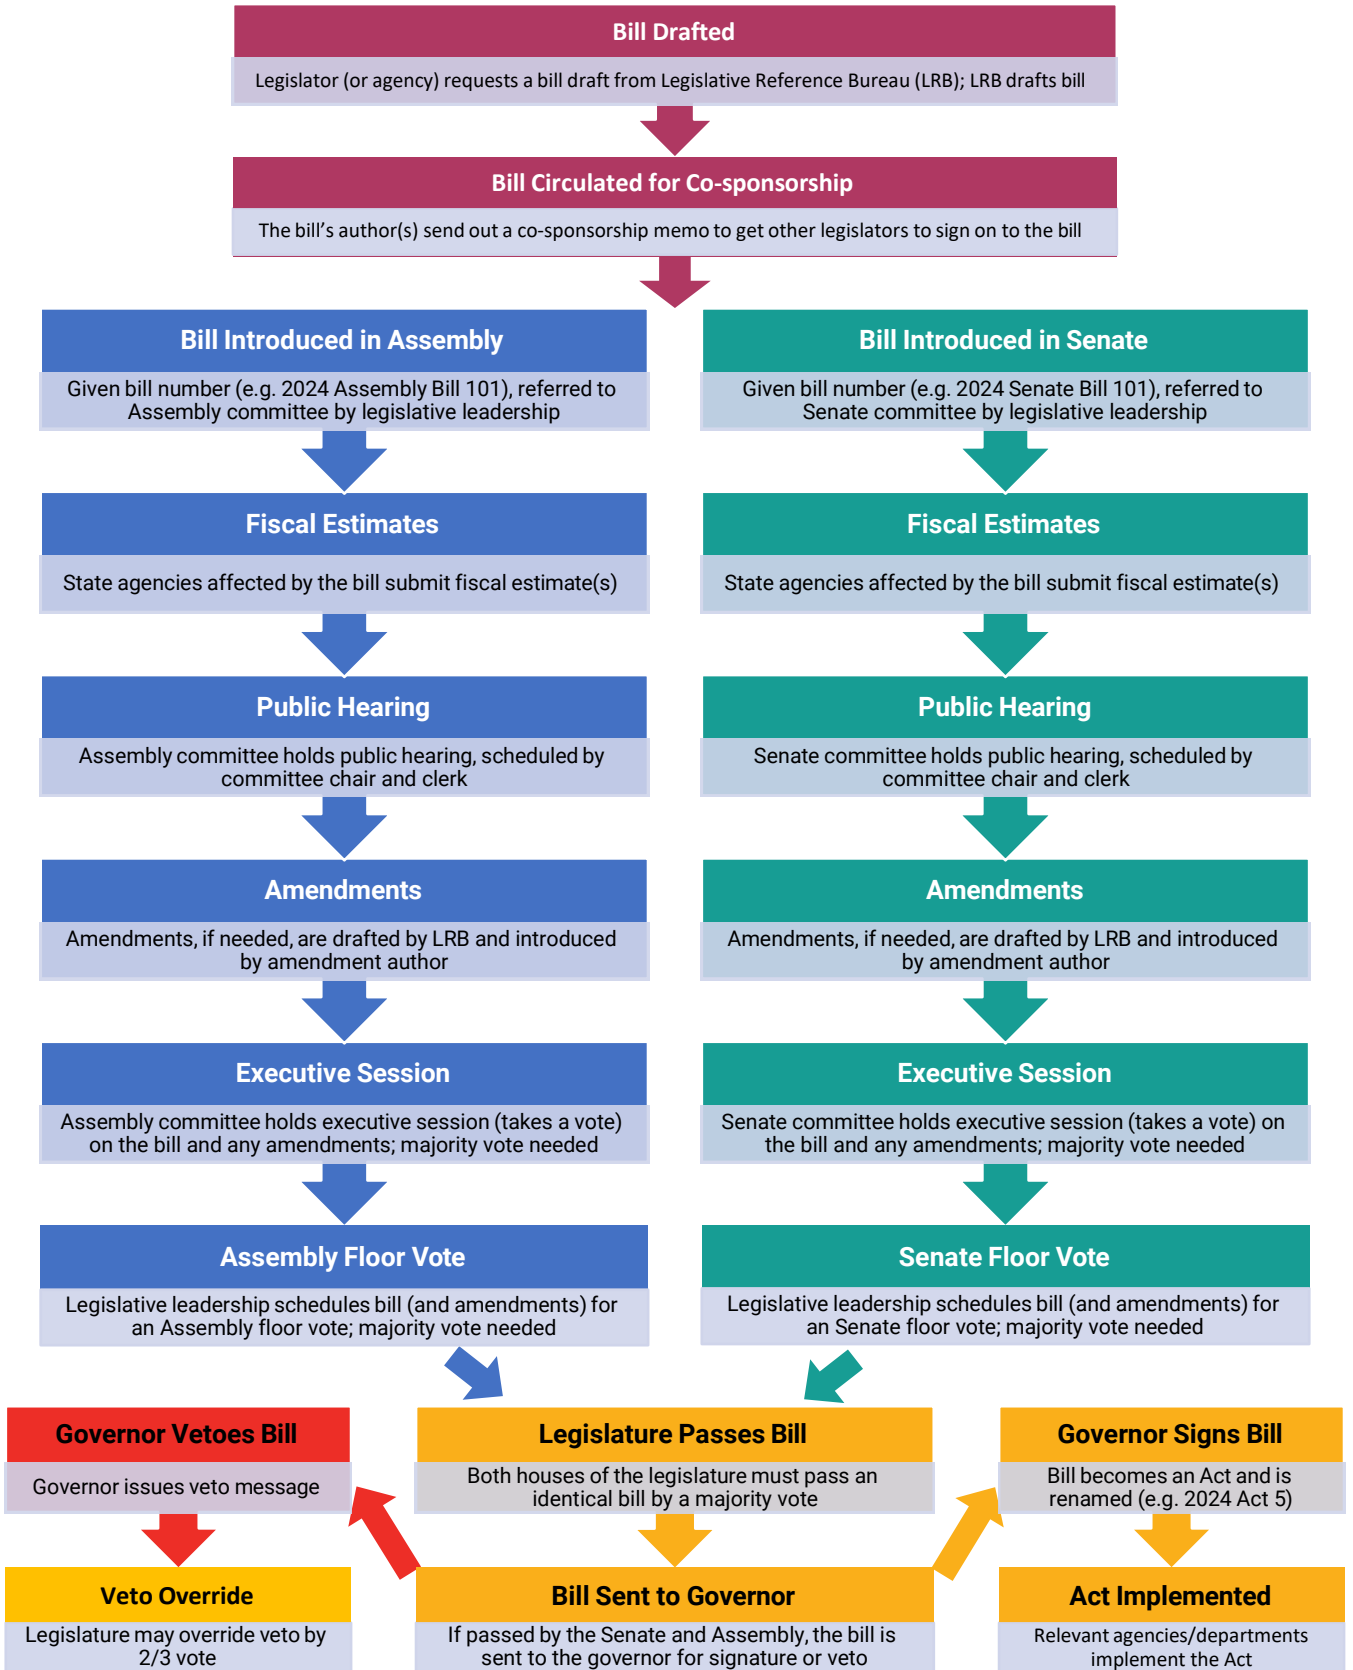 Bill Drafted
Legislator (or agency) requests a bill draft from Legislative Reference Bureau (LRB); LRB drafts bill
Bill Circulated for Co-sponsorship
The bill's author(s) send out a co-sponsorship memo to get other legislators to sign on to the bill
Bill Introduced in Assembly
Given bill number (e.g. 2024 Assembly Bill 101), referred to
Assembly committee by legislative leadership
Fiscal Estimates
State agencies affected by the bill submit fiscal estimate(s)
Public Hearing
Assembly committee holds public hearing, scheduled by
committee chair and clerk
Amendments
Amendments, if needed, are drafted by LRB and introduced
by amendment author
Executive Session
Assembly committee holds executive session (takes a vote)
on the bill and any amendments; majority vote needed
Assembly Floor Vote
Legislative leadership schedules bill (and amendments) for
an Assembly floor vote; majority vote needed
Bill Introduced in Senate
Given bill number (e.g. 2024 Senate Bill 101), referred to
Senate committee by legislative leadership
Fiscal Estimates
State agencies affected by the bill submit fiscal estimate(s)
Public Hearing
Senate committee holds public hearing, scheduled by
committee chair and clerk
Amendments
Amendments, if needed, are drafted by LRB and introduced
by amendment author
Executive Session
Senate committee holds executive session (takes a vote) on
the bill and any amendments; majority vote needed
Senate Floor Vote
Legislative leadership schedules bill (and amendments) for
an Senate floor vote; majority vote needed
Legislature Passes Bill
Both houses of the legislature must pass an
identical bill by a majority vote
Bill Sent to Governor
If passed by the Senate and Assembly, the bill is
sent to the governor for signature or veto
Governor Vetoes Bill
Governor issues veto message
Veto Override
Legislature may override veto by
2/3 vote
Governor Signs Bill
Bill becomes an Act and is
renamed (e.g. 2024 Act 5)
Act Implemented
Relevant agencies/departments
implement the Act